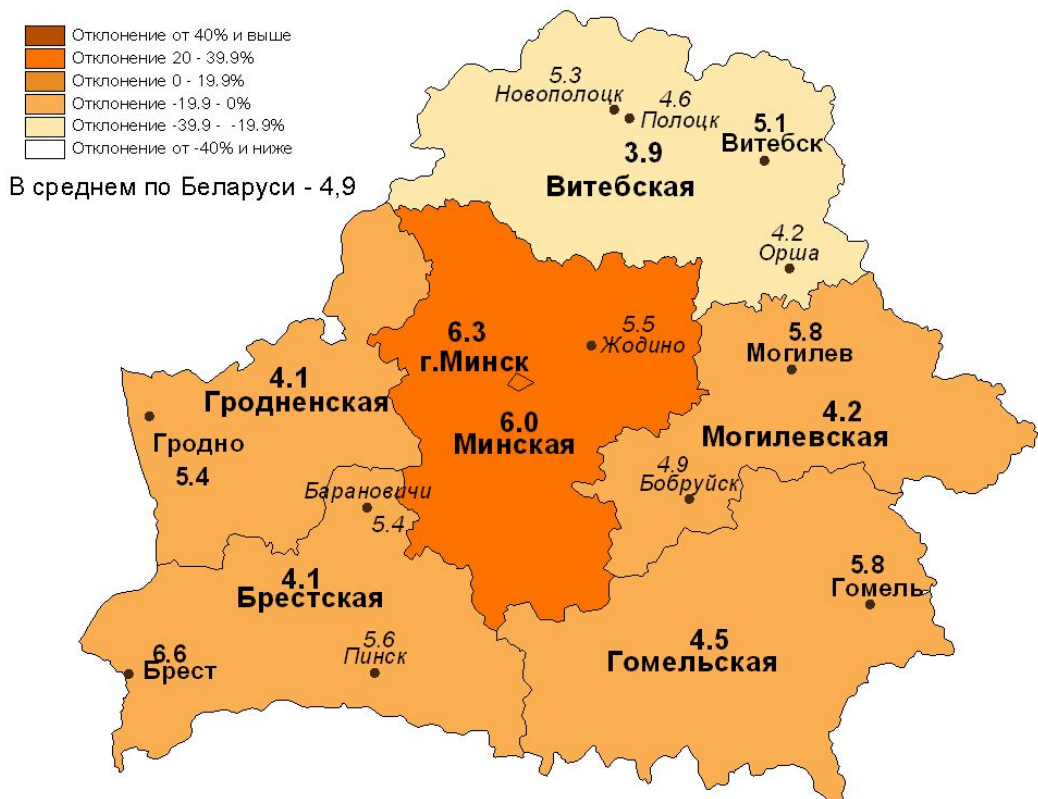 Отклонение от 40% и выше
Отклонение 20 - 39.9%
Отклонение 0 - 19.9%
Отклонение -19.9 - 0%
Отклонение -39.9 - -19.9%
Отклонение от -40% и ниже
В среднем по Беларуси - 4,9
5.3
Новополоцк
4.6
Полоцк
5.1
Витебск
3.9
Витебская
4.2
Орша
6.3
г.Минск
5.5
Жодино
5.8
Могилев
4.1
Гродненская
Гродно
5.4
6.0
Минская
4.2
Могилевская
4.9
Бобруйск
Барановичи
5.4
4.1
Брестская
5.8
Гомель
6.6
Брест
5.6
Пинск
4.5
Гомельская